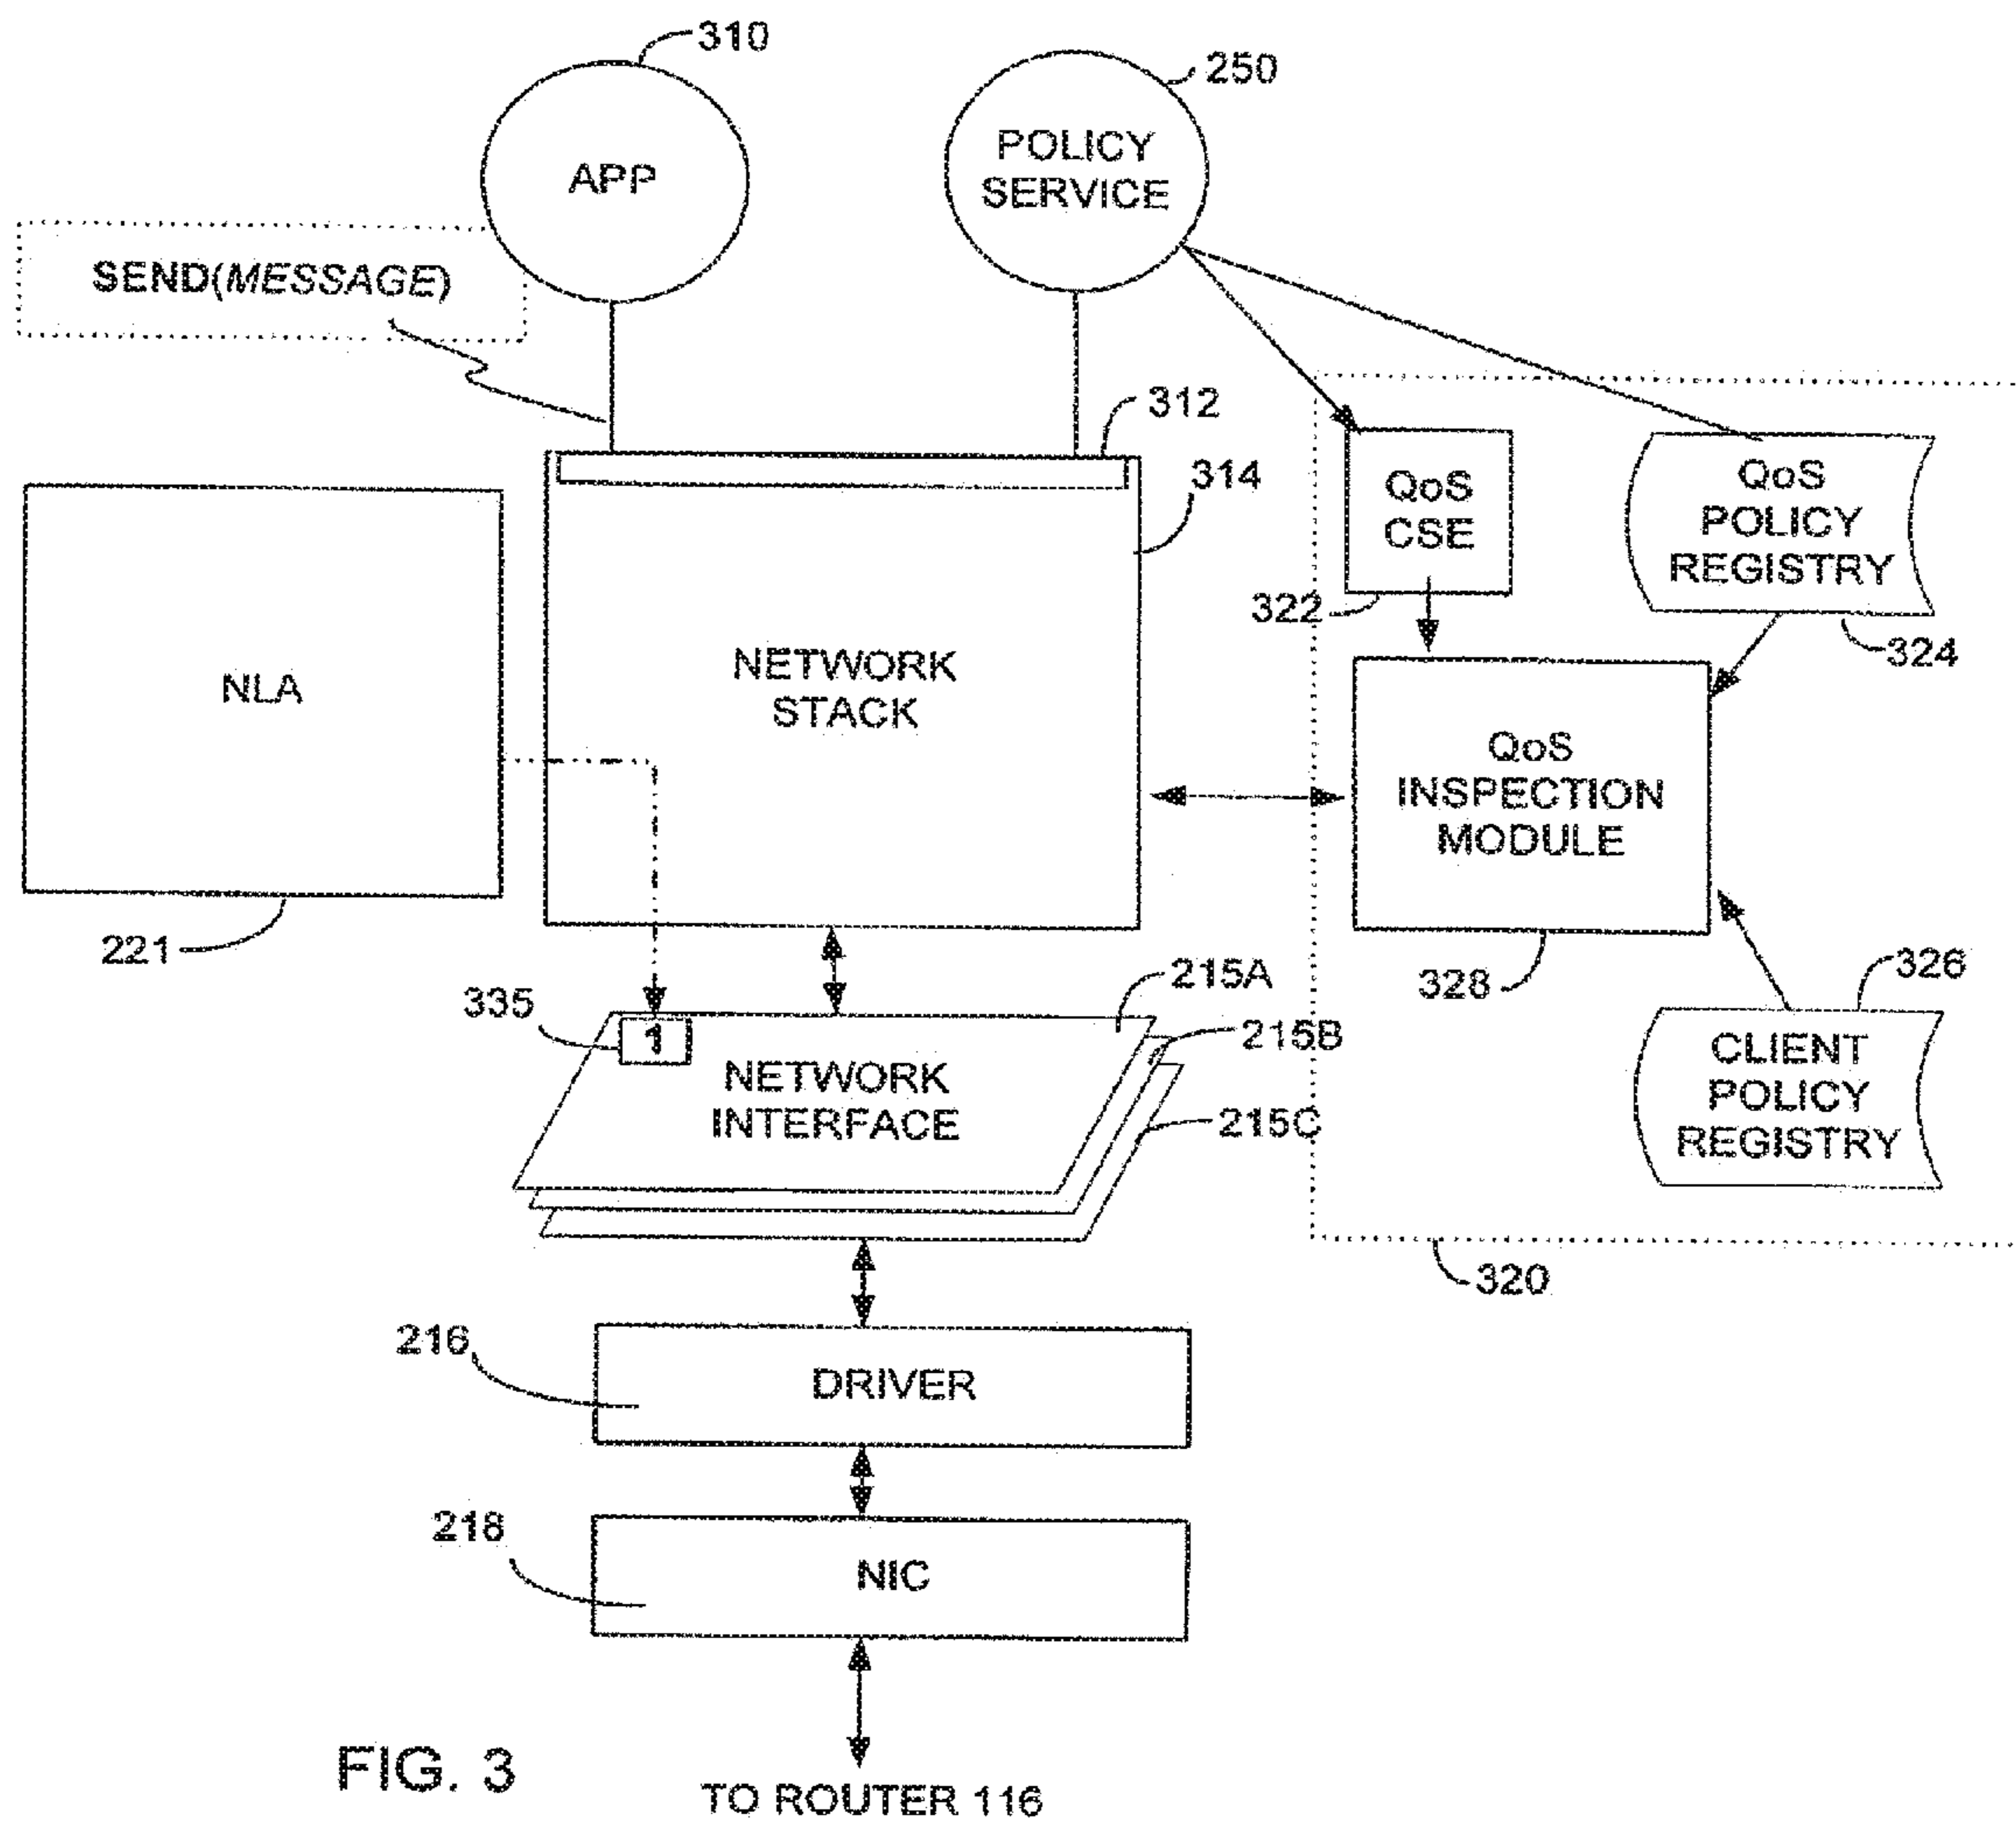 310
250
APP
POLICY
SERVICE
SEND(MESSAGE)
312
314
QoS
CSE
322
QoS
POLICY
REGISTRY
324
NLA
221
NETWORK
STACK
QoS
INSPECTION
MODULE
328
326
CLIENT
POLICY
REGISTRY
320
335
1
215A
215B
215C
NETWORK
INTERFACE
216
DRIVER
218
NIC
FIG. 3
TO ROUTER 116